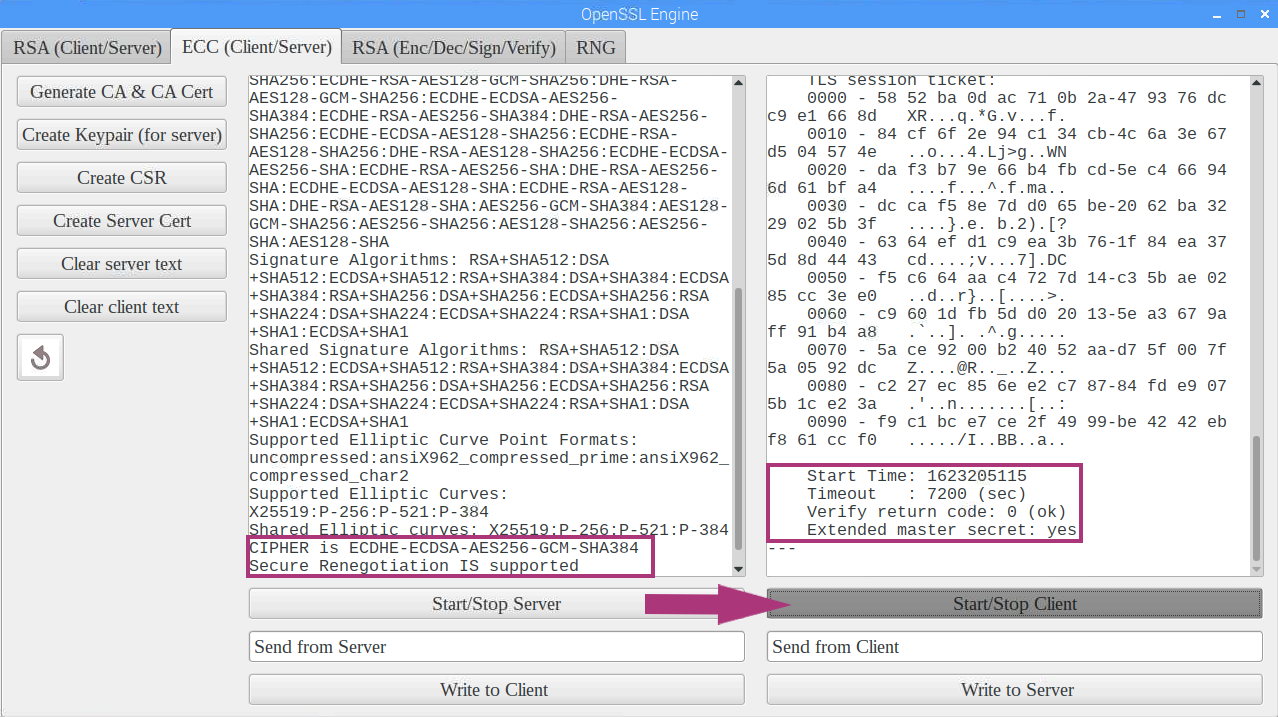 OpenSSL Engine
RSA (Client/Server)
ECC (Client/Server)
RSA (Enc/Dec/Sign/Verify)
RNG
Generate CA & CA Cert
Create Keypair (for server)
Create CSR
Create Server Cert
Clear server text
Clear client text
SHA256:ECDHE-RSA-AES128-GCM-SHA256:DHE-RSA-
AES128-GCM-SHA256:ECDHE-ECDSA-AES256-
SHA384:ECDHE-RSA-AES256-SHA384:DHE-RSA-AES256-
SHA256:ECDHE-ECDSA-AES128-SHA256:ECDHE-RSA-
AES128-SHA256:DHE-RSA-AES128-SHA256:ECDHE-ECDSA-
AES256-SHA:ECDHE-RSA-AES256-SHA:DHE-RSA-AES256-
SHA:ECDHE-ECDSA-AES128-SHA:ECDHE-RSA-AES128-
SHA:DHE-RSA-AES128-SHA:AES256-GCM-SHA384:AES128-
GCM-SHA256:AES256-SHA256:AES128-SHA256:AES256-
SHA:AES128-SHA
Signature Algorithms: RSA+SHA512:DSA
+SHA512:ECDSA+SHA512:RSA+SHA384:DSA+SHA384:ECDSA
+SHA384:RSA+SHA256:DSA+SHA256:ECDSA+SHA256:RSA
+SHA224:DSA+SHA224:ECDSA+SHA224:RSA+SHA1:DSA
+SHA1:ECDSA+SHA1
Shared Signature Algorithms: RSA+SHA512:DSA
+SHA512:ECDSA+SHA512:RSA+SHA384:DSA+SHA384:ECDSA
+SHA384:RSA+SHA256:DSA+SHA256:ECDSA+SHA256:RSA
+SHA224:DSA+SHA224:ECDSA+SHA224:RSA+SHA1:DSA
+SHA1:ECDSA+SHA1
Supported Elliptic Curve Point Formats:
uncompressed:ansiX962_compressed_prime:ansiX962_
compressed_char2
Supported Elliptic Curves:
X25519:P-256:P-521:P-384
Shared Elliptic curves: X25519:P-256:P-521:P-384
CIPHER is ECDHE-ECDSA-AES256-GCM-SHA384
Secure Renegotiation IS supported
TLS session ticket:
0000 - 58 52 ba 0d ac 71 0b 2a-47 93 76 dc
c9 e1 66 8d   XR...q.*G.v...f.
0010 - 84 cf 6f 2e 94 c1 34 cb-4c 6a 3e 67
d5 04 57 4e   ..o...4.Lj>g..WN
0020 - da f3 b7 9e 66 b4 fb cd-5e c4 66 94
6d 61 bf a4   ....f...^.f.ma..
0030 - dc ca f5 8e 7d d0 65 be-20 62 ba 32
29 02 5b 3f   ....}.e. b.2).[?
0040 - 63 64 ef d1 c9 ea 3b 76-1f 84 ea 37
5d 8d 44 43   cd....;v...7].DC
0050 - f5 c6 64 aa c4 72 7d 14-c3 5b ae 02
85 cc 3e e0   ..d..r}..[....>.
0060 - c9 60 1d fb 5d d0 20 13-5e a3 67 9a
ff 91 b4 a8   .`..]. .^.g.....
0070 - 5a ce 92 00 b2 40 52 aa-d7 5f 00 7f
5a 05 92 dc   Z....@R.._..Z...
0080 - c2 27 ec 85 6e e2 c7 87-84 fd e9 07
5b 1c e2 3a   .'..n.......[..:
0090 - f9 c1 bc e7 ce 2f 49 99-be 42 42 eb
f8 61 cc f0   ...../I..BB..a..
Start Time: 1623205115
Timeout   : 7200 (sec)
Verify return code: 0 (ok)
Extended master secret: yes
---
Start/Stop Server
Start/Stop Client
Send from Server
Send from Client
Write to Client
Write to Server